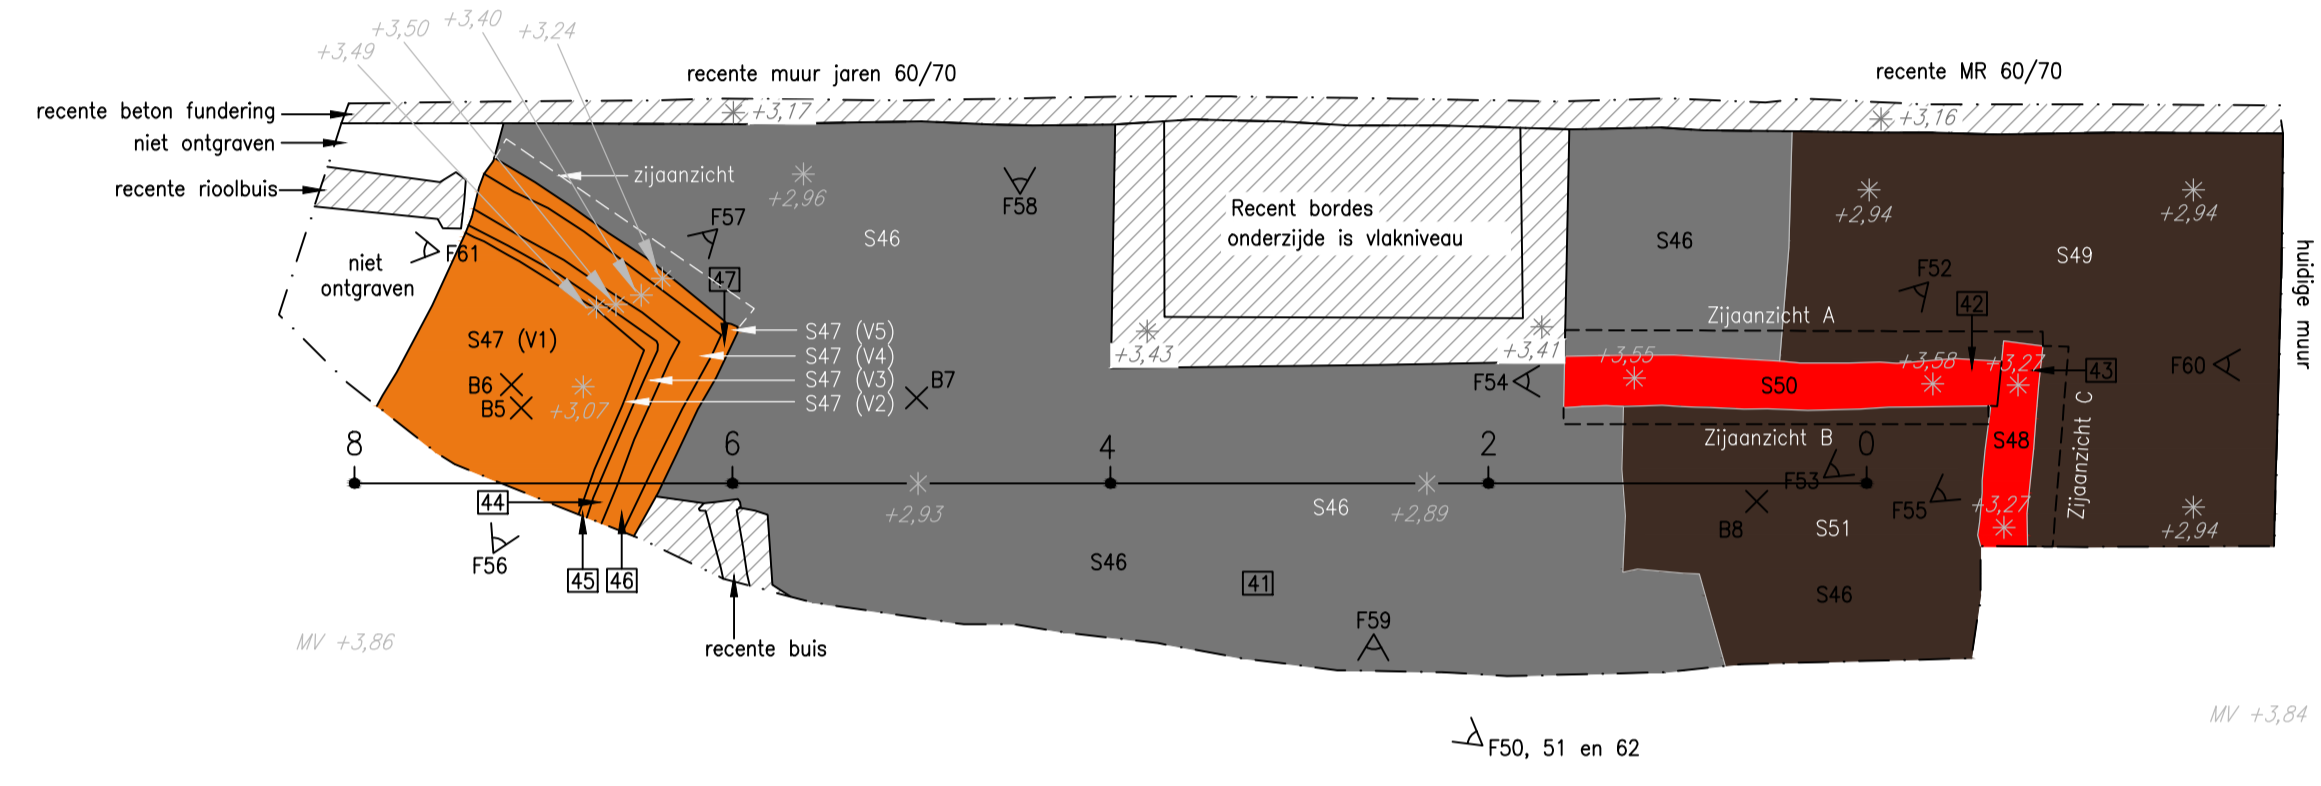 +3,49
+3,50
+3,40
+3,24
recente muur jaren 60/70
recente MR 60/70
recente beton fundering
niet ontgraven
recente rioolbuis
+3,17
+3,16
zijaanzicht
+2,96
F57
F58
S46
Recent bordes
onderzijde is vlakniveau
S46
+2,94
+2,94
S49
huidige muur
F61
niet
ontgraven
47
F52
42
Zijaanzicht A
S47 (V1)
S47 (V5)
S47 (V4)
S47 (V3)
S47 (V2)
+3,43
+3,41
+3,55
+3,58
+3,27
43
F60
B6
B5
+3,07
B7
F54
S50
Zijaanzicht B
S48
Zijaanzicht C
8
6
4
2
0
44
45
46
F56
+2,93
S46
+2,89
F53
B8
S51
F55
+3,27
+2,94
S46
41
S46
F59
recente buis
MV +3,86
MV +3,84
F50, 51 en 62